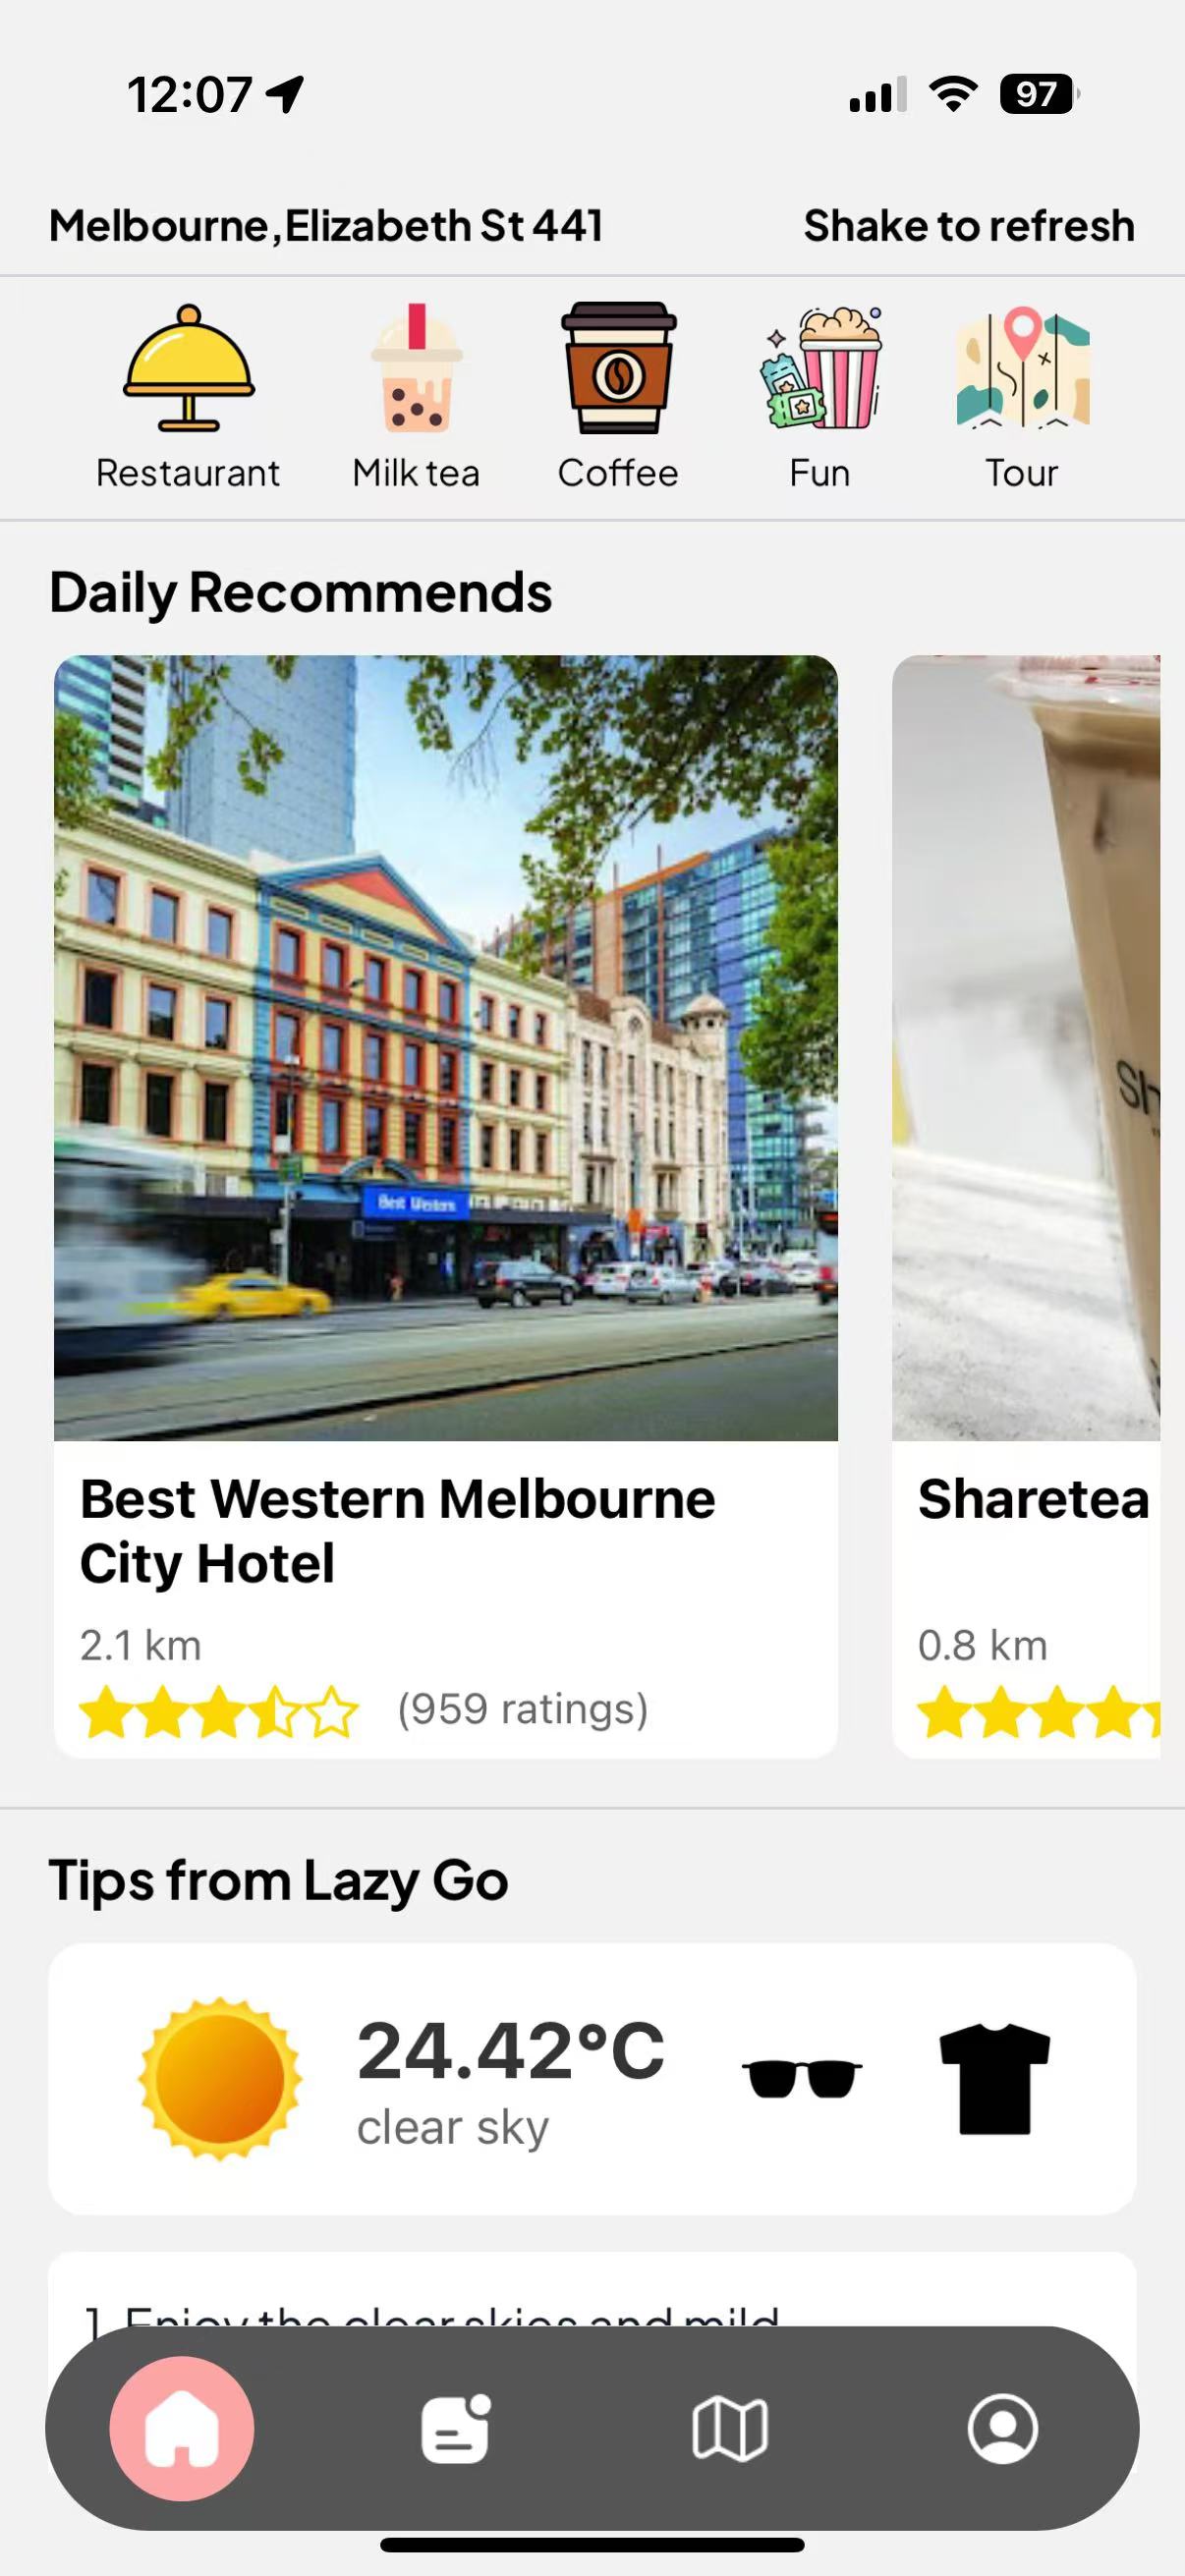 12:07
97
Melbourne,Elizabeth St 441
Shake to refresh
Restaurant
Milk tea
Coffee
Fun
Tour
Daily Recommends
Best Western
Sh
Best Western Melbourne
City Hotel
2.1 km
(959 ratings)
Sharetea
0.8 km
Tips from Lazy Go
24.42°C
clear sky
1. Enjoy the clear skies and mild